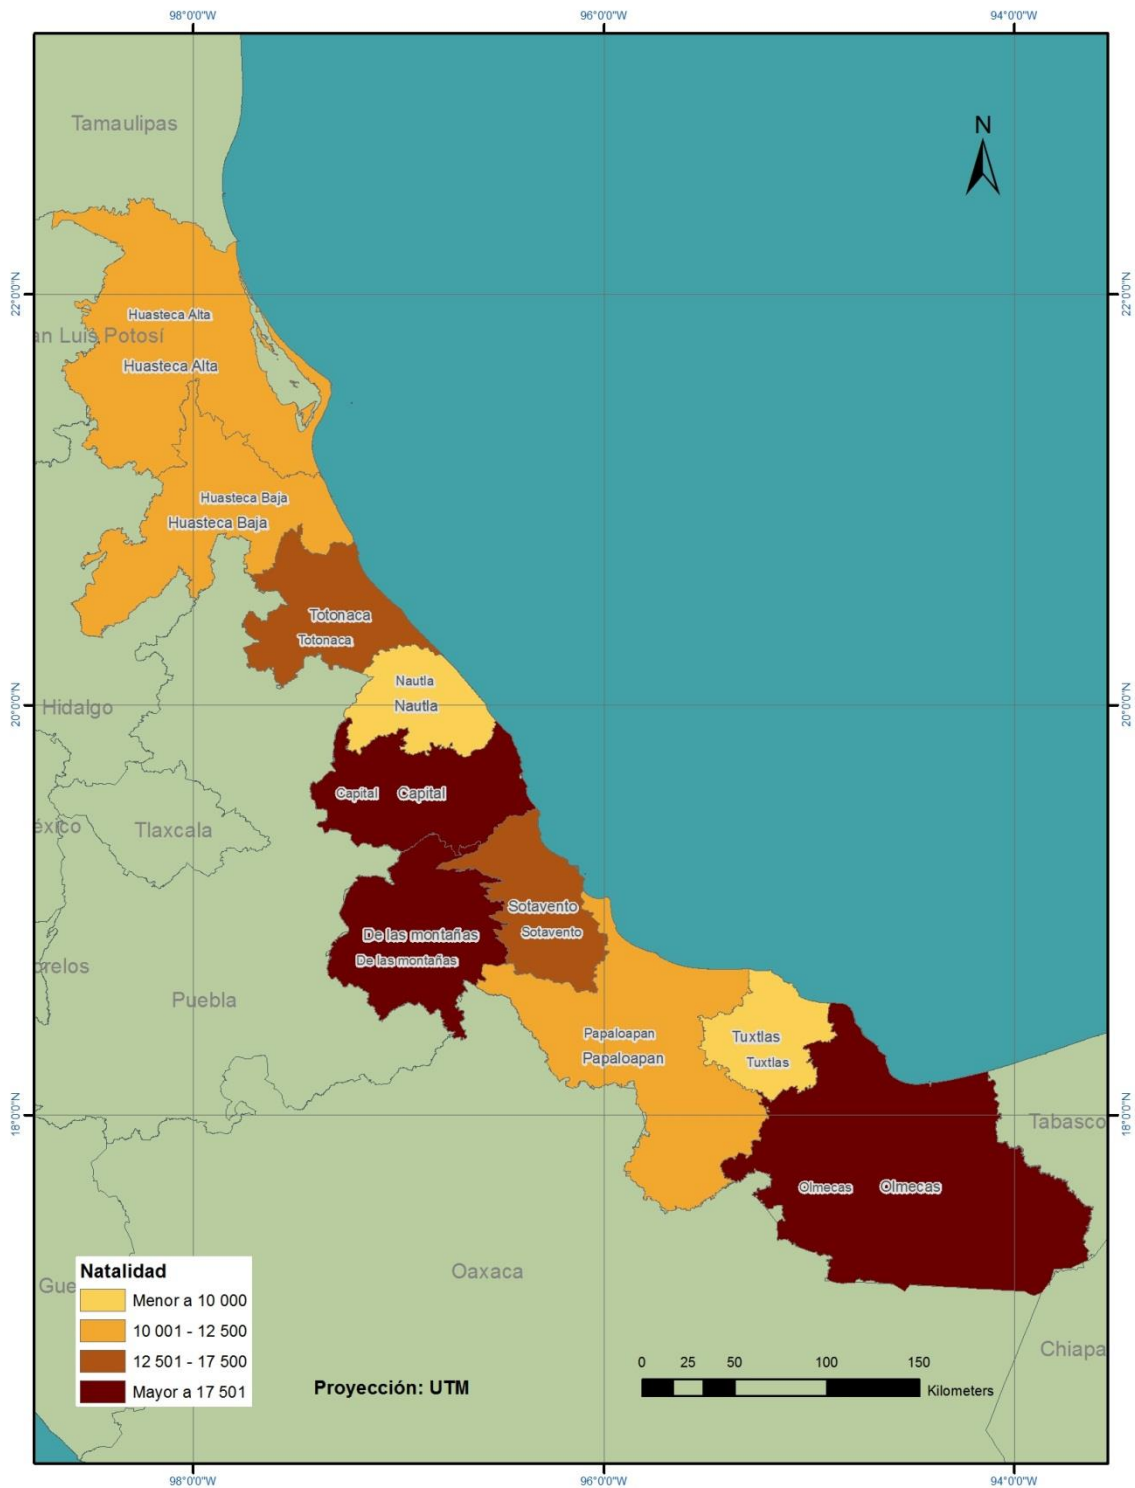 98°0'0"W
96°0'0"W
94°0'0"W
N
Tamaulipas
22°0'0"N
22°0'0"N
Huasteca Alta
an Luis Potosí
Huasteca Alta
Huasteca Baja
Huasteca Baja
Totonaca
Totonaca
Nautla
Nautla
20°0'0"N
20°0'0"N
Hidalgo
Capital
Capital
éxico
Tlaxcala
Sotavento
Sotavento
De las montañas
De las montañas
orelos
Puebla
Papaloapan
Papaloapan
Tuxtlas
Tuxtlas
18°0'0"N
18°0'0"N
Tabasco
Olmecas
Olmecas
Oaxaca
Gue
Chiapa
Natalidad
Menor a 10 000
10 001 - 12 500
12 501 - 17 500
Mayor a 17 501
Proyección: UTM
0 25 50 100 150
Kilometers
98°0'0"W
96°0'0"W
94°0'0"W